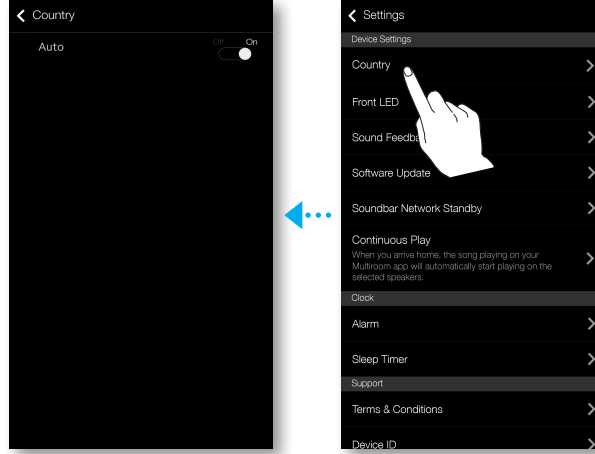 Country
Auto
Off
On
Settings
Device Settings
Country
Front LED
Sound Feedba
Software Update
Soundbar Network Standby
Continuous Play
When you arrive home, the song playing on your
Multiroom app will automatically start playing on the
selected speakers.
Clock
Alarm
Sleep Timer
Support
Terms & Conditions
Device ID